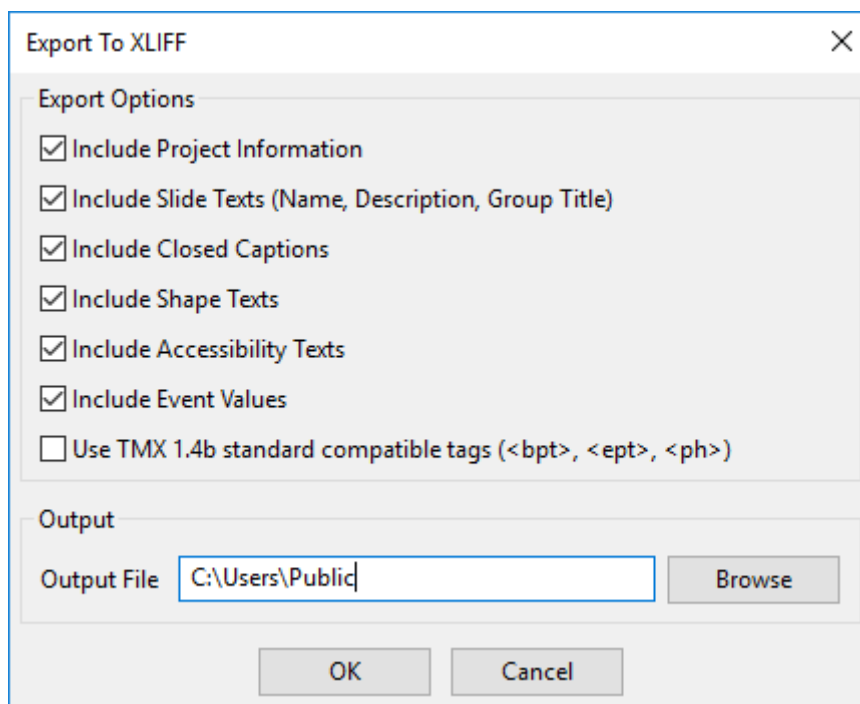 Export To XLIFF
Export Options
Include Project Information
Include Slide Texts (Name, Description, Group Title)
Include Closed Captions
Include Shape Texts
Include Accessibility Texts
Include Event Values
Use TMX 1.4b standard compatible tags (<bpt>, <ept>, <ph>)
Output
Output File C:\Users\Public Browse
OK Cancel